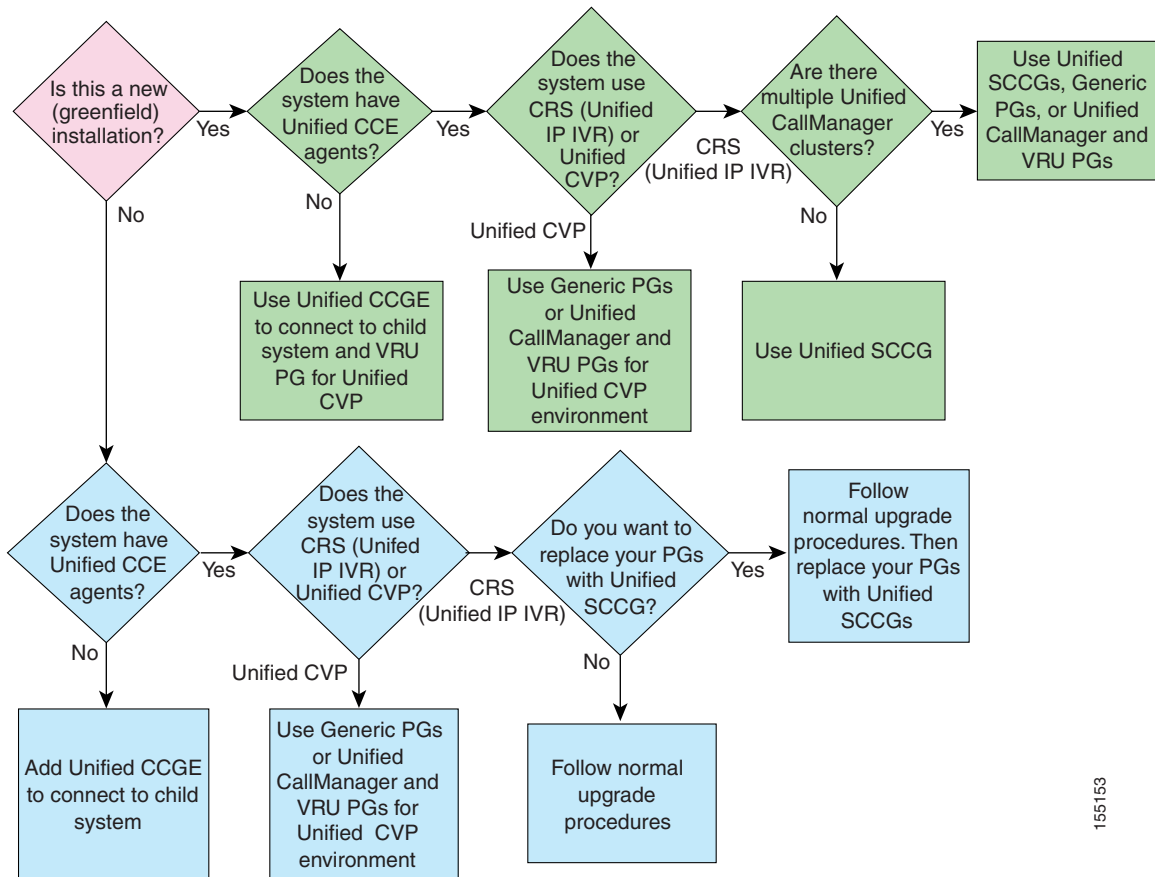 Is this a new
(greenfield)
installation?
Yes
No
Does the
system have
Unified CCE
agents?
Yes
No
Does the
system use
CRS (Unified
IP IVR) or
Unified
CVP?
CRS
(Unified IP IVR)
Unified CVP
Are there
multiple Unified
CallManager
clusters?
Yes
No
Use Unified
SCCGs, Generic
PGs, or Unified
CallManager and
VRU PGs
Use Unified CCGE
to connect to child
system and VRU
PG for Unified
CVP
Use Generic PGs
or Unified
CallManager and
VRU PGs for
Unified CVP
environment
Use Unified SCCG
Does the
system have
Unified CCE
agents?
Yes
No
Does the
system use
CRS (Unifed
IP IVR) or
Unified CVP?
CRS
(Unified IP IVR)
Unified CVP
Do you want to
replace your PGs
with Unified
SCCG?
Yes
No
Follow
normal upgrade
procedures. Then
replace your PGs
with Unified
SCCGs
Add Unified CCGE
to connect to child
system
Use Generic PGs
or Unified
CallManager and
VRU PGs for
Unified CVP
environment
Follow normal
upgrade
procedures
155153